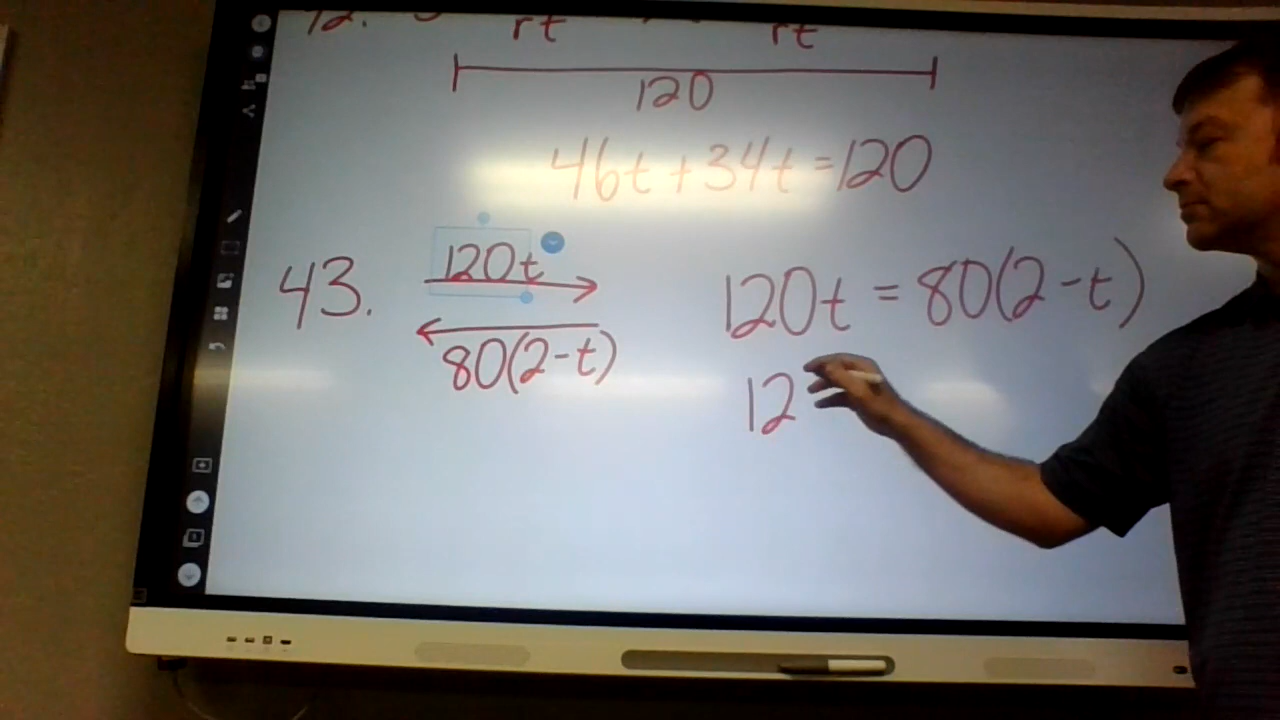 rt rt
120
46t + 34t = 120
43. 120t 120t = 80(2-t)
80(2-t)
12